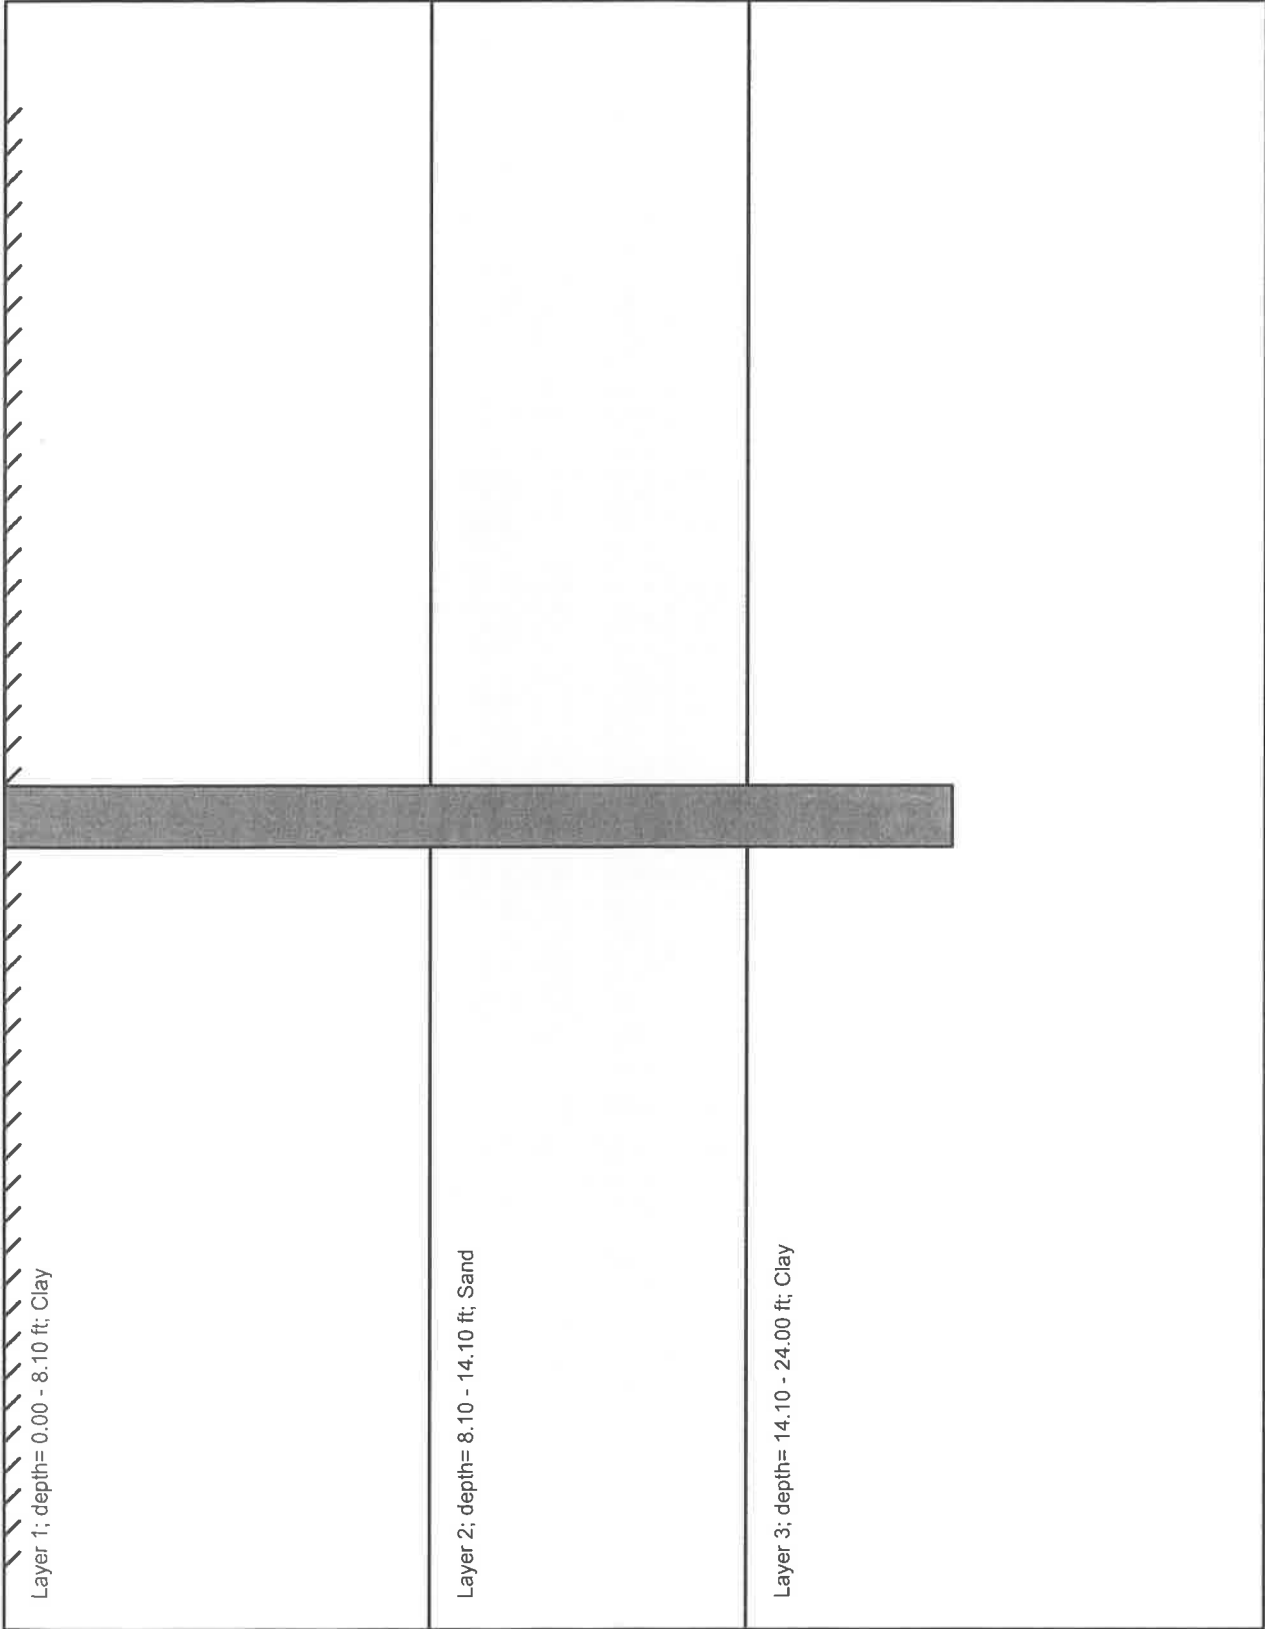 Layer 1; depth= 0.00 - 8.10 ft; Clay
Layer 2; depth= 8.10 - 14.10 ft; Sand
Layer 3; depth= 14.10 - 24.00 ft; Clay